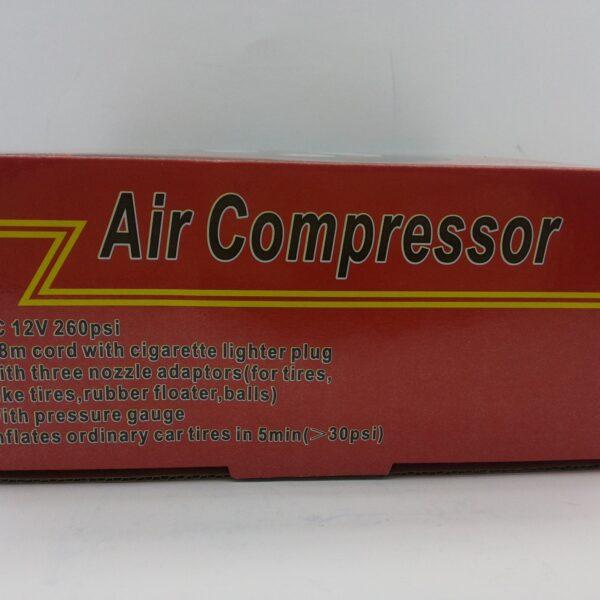 Air Compressor
C 12V 260psi
8m cord with cigarette lighter plug
ith three nozzle adaptors(for tires,
ke tires,rubber floater,balls)
ith pressure gauge
nflates ordinary car tires in 5min(>30psi)